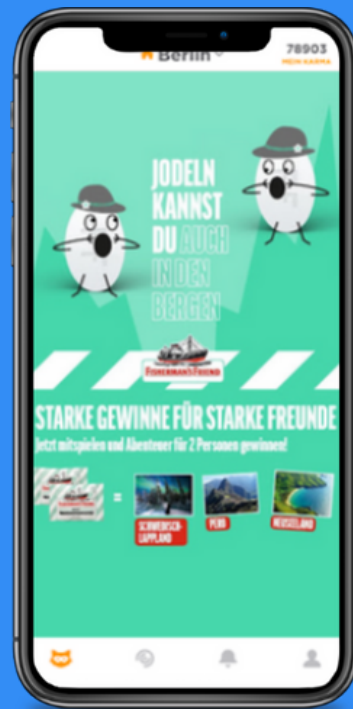 Berlin
78903
MEIN KARMA
JODELN
KANNST
DU AUCH
IN DEN
BERGEN
FISHERMAN'S FRIEND
STARKE GEWINNE FÜR STARKE FREUNDE
Jetzt mitspielen und Abenteuer für 2 Personen gewinnen!
=
SCHWEDISCH-
LAPPLAND
PERU
NEUSEELAND